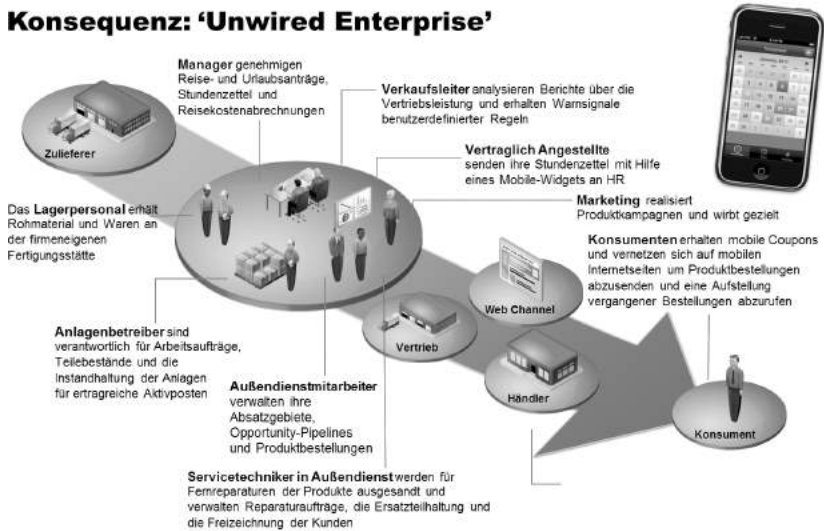 Konsequenz: ‘Unwired Enterprise’
Manager genehmigen
Reise- und Urlaubsanträge,
Stundenzettel und
Reisekostenabrechnungen
Verkaufsleiter analysieren Berichte über die
Vertriebsleistung und erhalten Warnsignale
benutzerdefinierter Regeln
Zulieferer
Vertraglich Angestellte
senden ihre Stundenzettel mit Hilfe
eines Mobile-Widgets an HR
Das Lagerpersonal erhält
Rohmaterial und Waren an
der firmeneigenen
Fertigungsstätte
Marketing realisiert
Produktkampagnen und wirbt gezielt
Konsumenten erhalten mobile Coupons
und vernetzen sich auf mobilen
Internetseiten um Produktbestellungen
abzusenden und eine Aufstellung
vergangener Bestellungen abzurufen
Web Channel
Vertrieb
Anlagenbetreiber sind
verantwortlich für Arbeitsaufträge,
Teilebestände und die
Instandhaltung der Anlagen
für ertragreiche Aktivposten
Außendienstmitarbeiter
verwalten ihre
Absatzgebiete,
Opportunity-Pipelines
und Produktbestellungen
Händler
Konsument
Servicetechniker in Außendienst werden für
Fernreparaturen der Produkte ausgesandt und
verwalten Reparaturaufträge, die Ersatzteilhaltung und
die Freizeichnung der Kunden